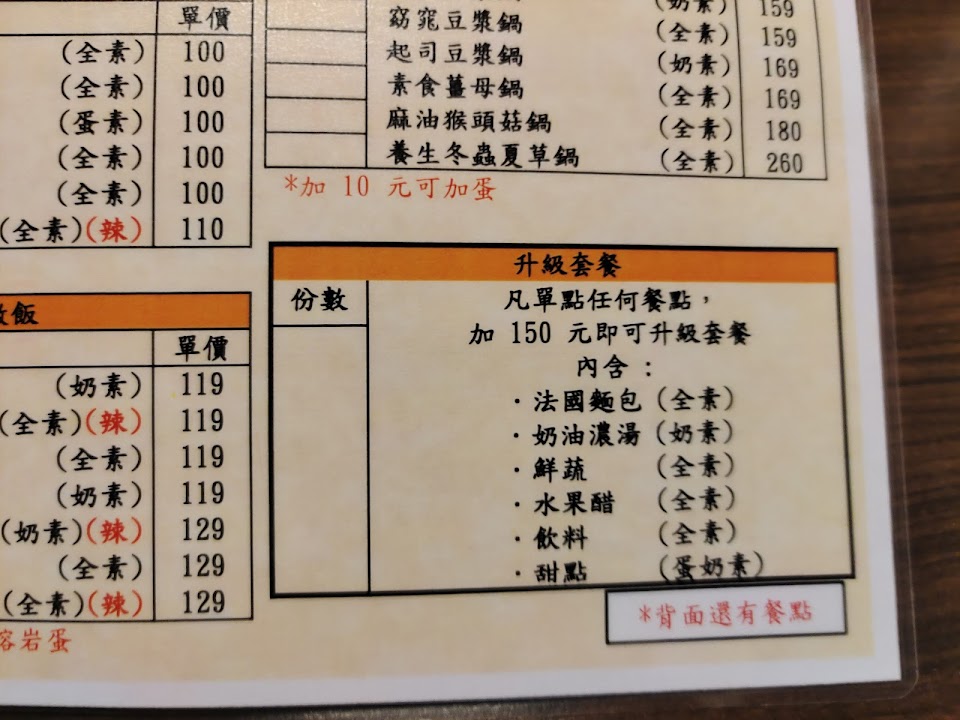 單價
(全素) 100
(全素) 100
(蛋素) 100
(全素) 100
(全素) 100
(全素)(辣) 110
飯
單價
(奶素) 119
(全素)(辣) 119
(全素) 119
(奶素) 119
(奶素)(辣) 129
(全素) 129
(全素)(辣) 129
岩蛋
(奶素) 159
窈窕豆漿鍋 (全素) 159
起司豆漿鍋 (奶素) 169
素食薑母鍋 (全素) 169
麻油猴頭菇鍋 (全素) 180
養生冬蟲夏草鍋 (全素) 260
*加 10 元可加蛋
升級套餐
份數
凡單點任何餐點，
加 150 元即可升級套餐
內含：
·法國麵包 (全素)
·奶油濃湯 (奶素)
·鮮蔬 (全素)
·水果醋 (全素)
·飲料 (全素)
·甜點 (蛋奶素)
*背面還有餐點